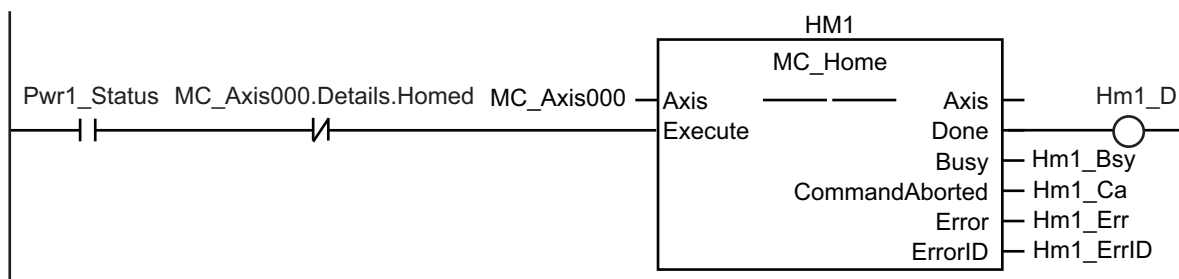 HM1
MC_Home
Pwr1_Status MC_Axis000.Details.Homed MC_Axis000 Axis Axis Hm1_D
Execute Done
Busy Hm1_Bsy
CommandAborted Hm1_Ca
Error Hm1_Err
ErrorID Hm1_ErrID